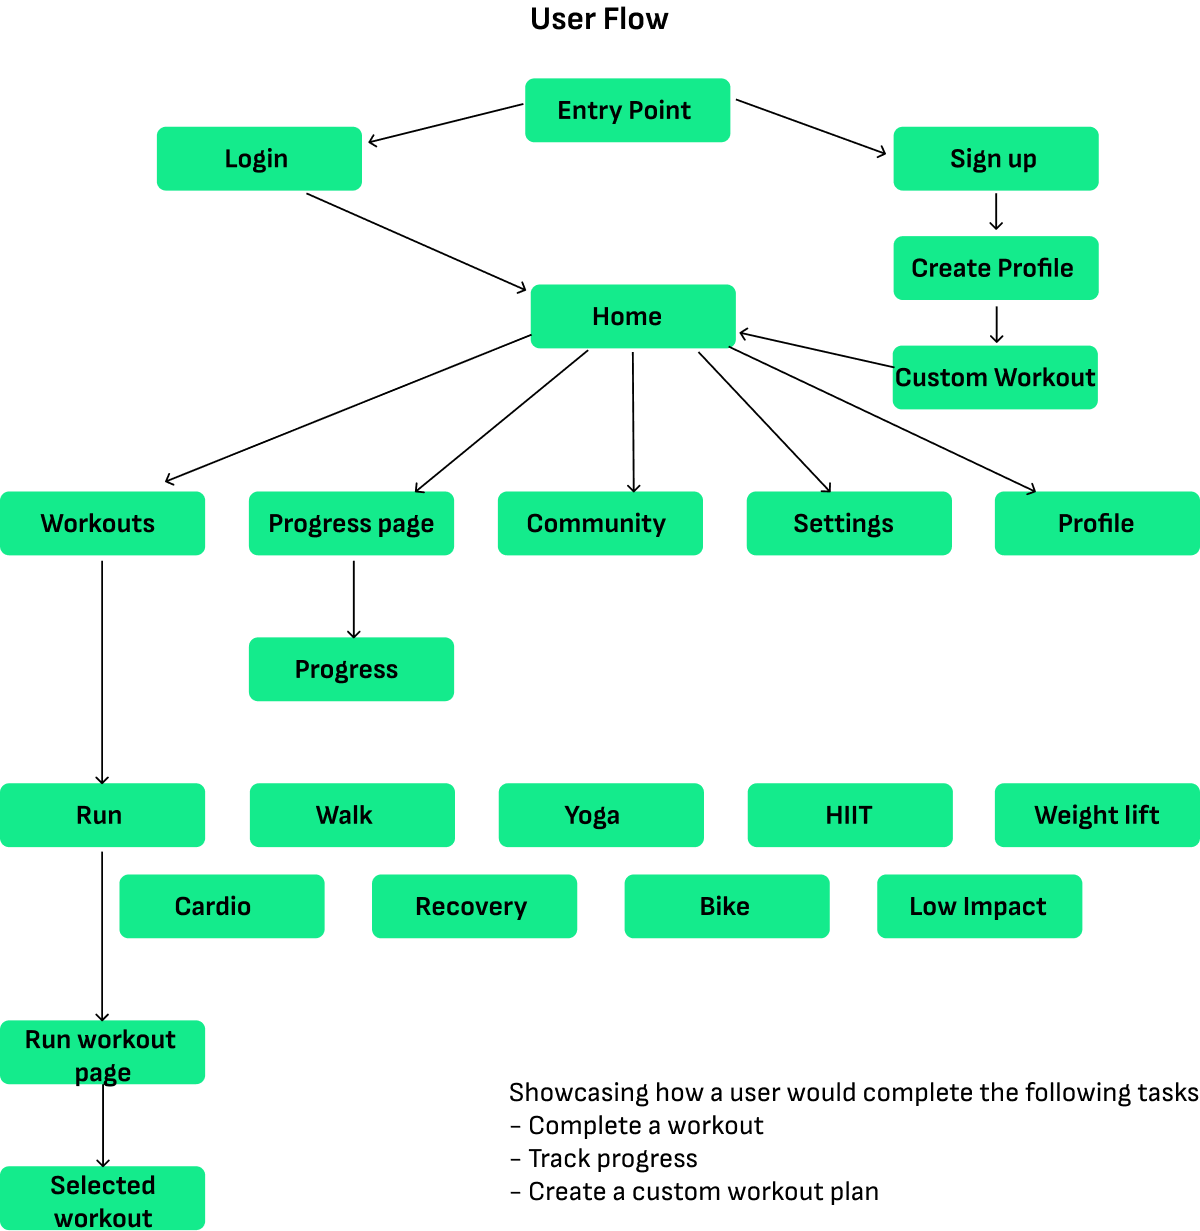 User Flow
Entry Point
Login
Sign up
Create Profile
Home
Custom Workout
Workouts
Progress page
Community
Settings
Profile
Progress
Run
Walk
Yoga
HIIT
Weight lift
Cardio
Recovery
Bike
Low Impact
Run workout
page
Selected
workout
Showcasing how a user would complete the following tasks
- Complete a workout
- Track progress
- Create a custom workout plan